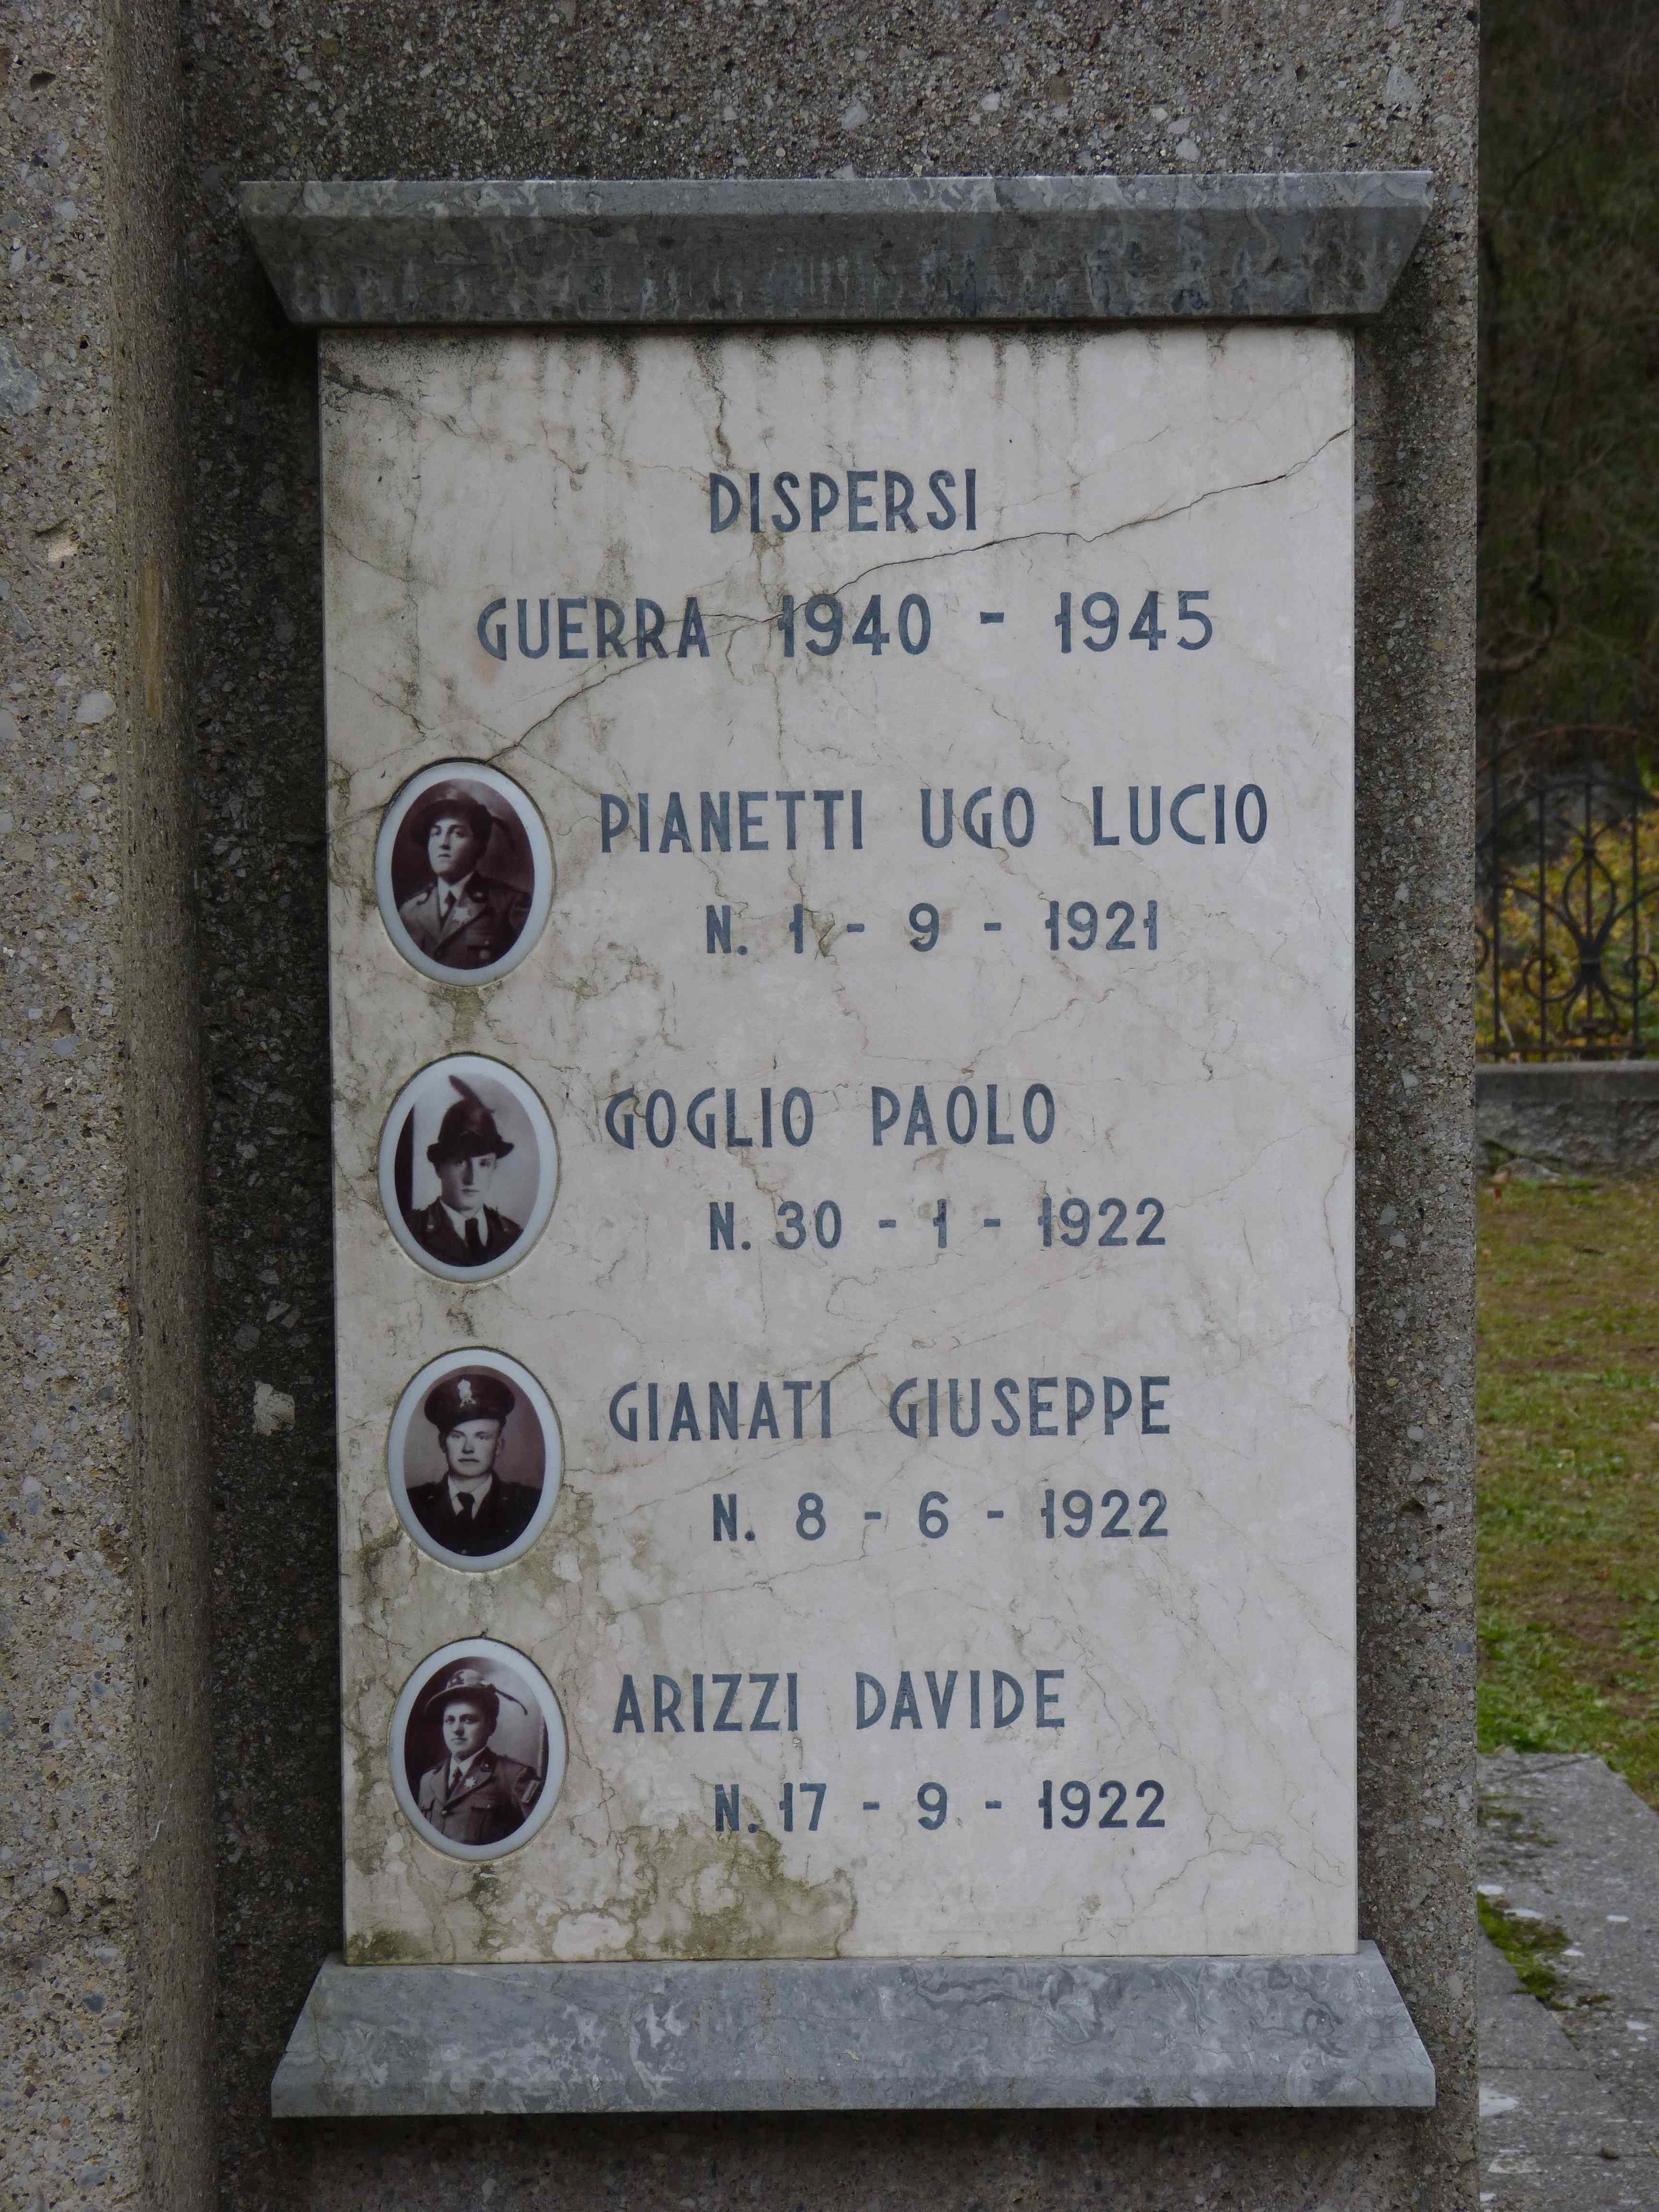 DISPERSI
GUERRA 1940 - 1945
PIANETTI UGO LUCIO
N. 1 - 9 - 1921
GOGLIO PAOLO
N. 30 - 1 - 1922
GIANATI GIUSEPPE
N. 8 - 6 - 1922
ARIZZI DAVIDE
N. 17 - 9 - 1922